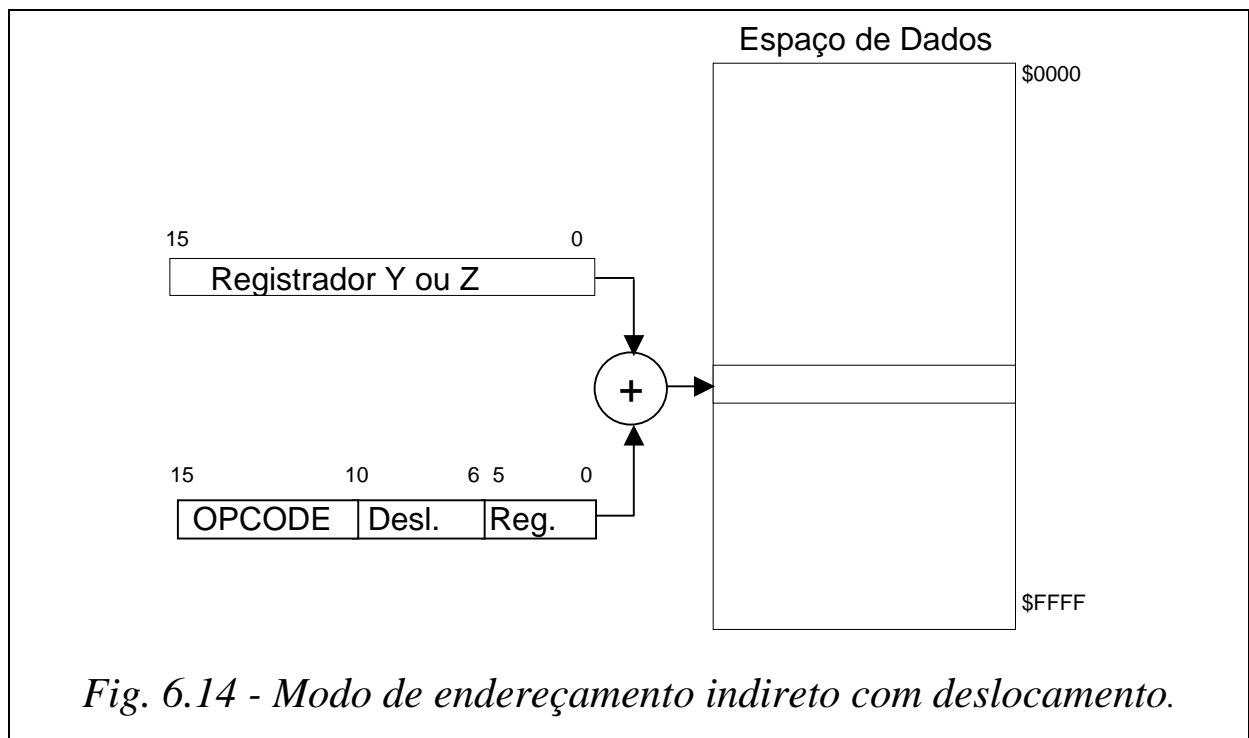 Espaço de Dados
$0000
15 0
Registrador Y ou Z
+
15 10 6 5 0
OPCODE Desl. Reg.
$FFFF
Fig. 6.14 - Modo de endereçamento indireto com deslocamento.